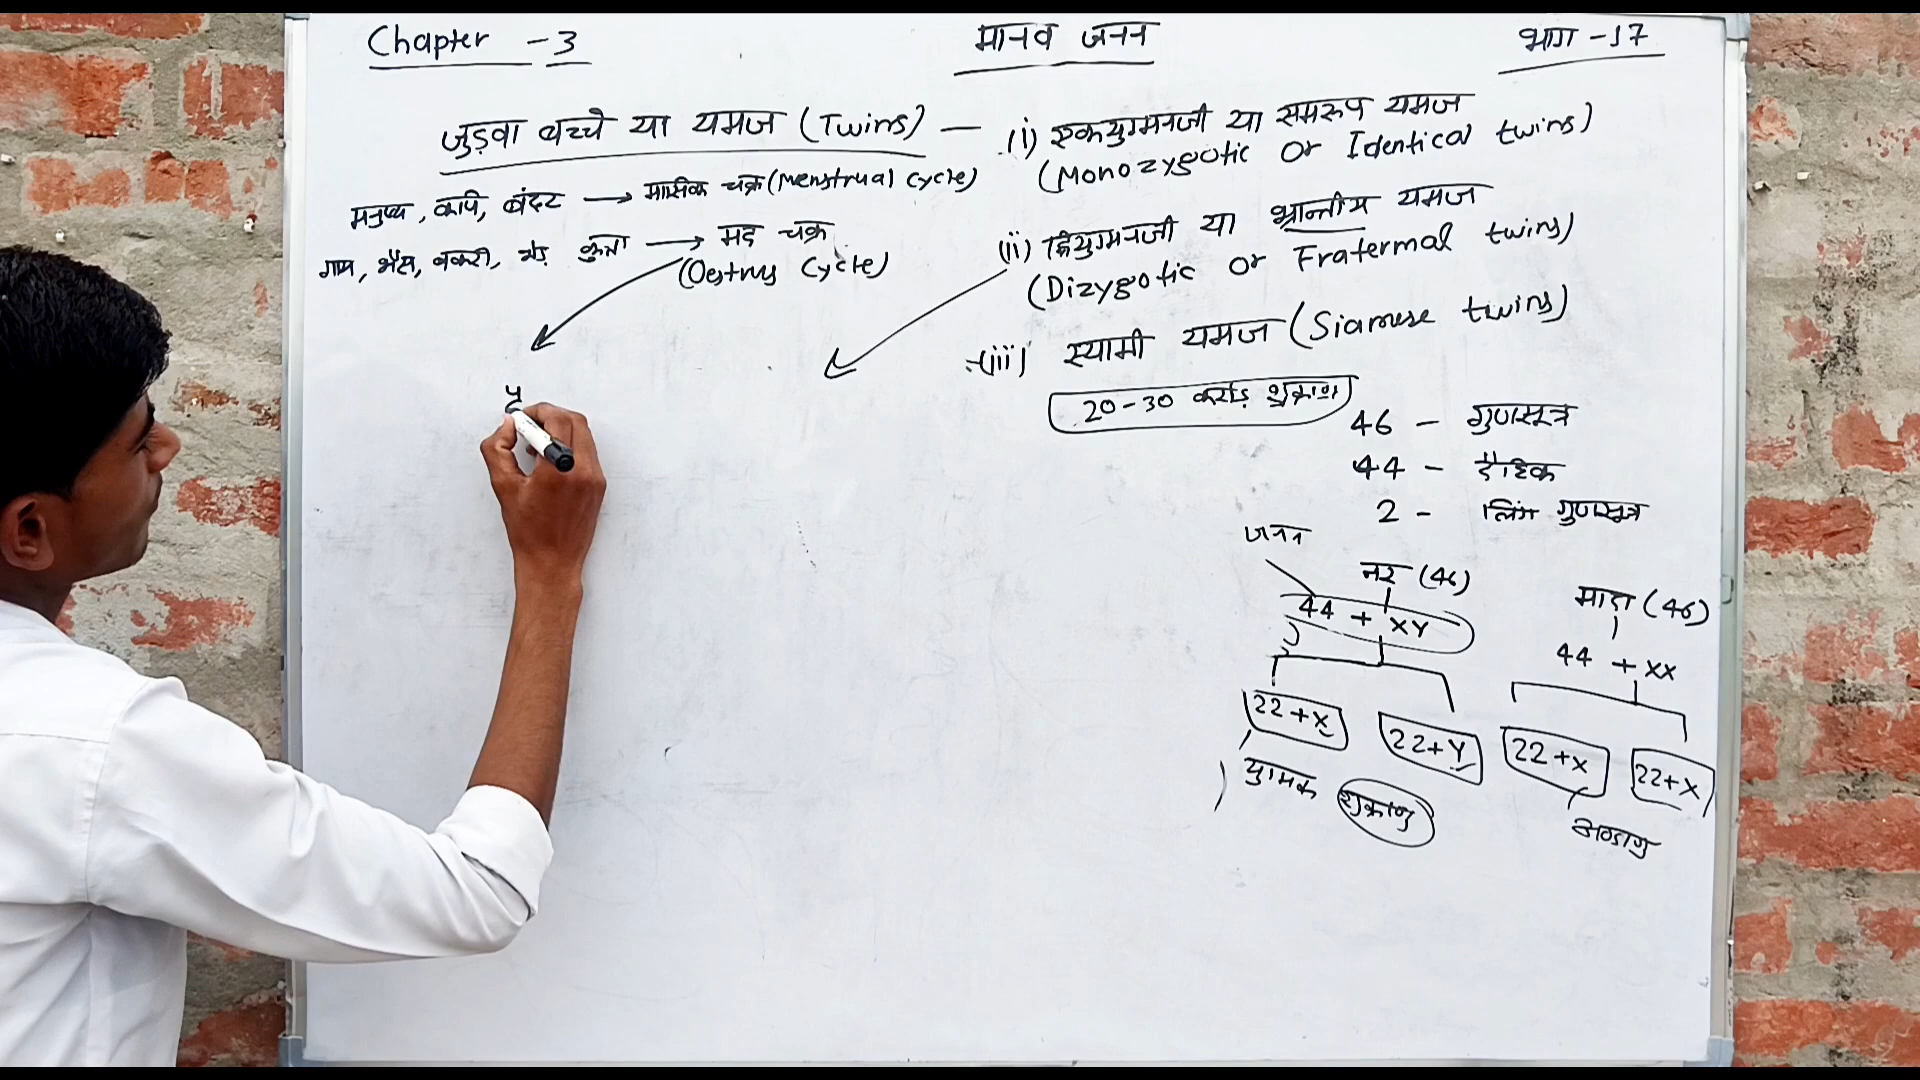 Chapter - 3
मानव जनन
भाग - 17
जुड़वा बच्चे या यमज (Twins) —
(i) एकयुग्मनजी या समरूप यमज
(Monozygotic or Identical twins)
मनुष्य, कपि, बंदर → मासिक चक्र (Menstrual cycle)
गाय, भैंस, बकरी, भेड़ कुत्ता → मद चक्र
(Oestrus Cycle)
(ii) द्वियुग्मनजी या भ्रान्तीय यमज
(Dizygotic or Fratermal twins)
(iii) स्यामी यमज (Siamese twins)
20-30 करोड़ शुक्राणु
46 - गुणसूत्र
44 - दैहिक
2 - लिंग गुणसूत्र
जनन
नर (46)
44 + XY
22+X
22+Y
युग्मक
शुक्राणु
मादा (46)
44 + XX
22+X
22+X
अण्डाणु